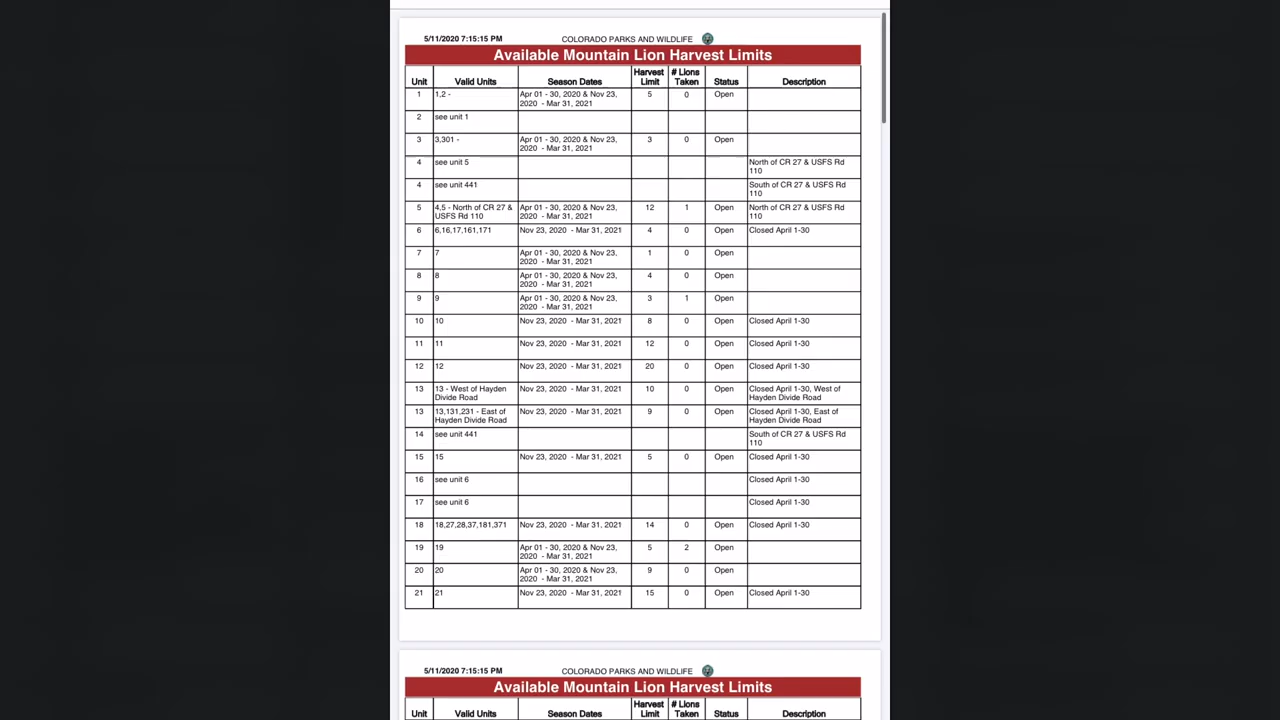 5/11/2020 7:15:15 PM COLORADO PARKS AND WILDLIFE
Available Mountain Lion Harvest Limits
Unit Valid Units Season Dates Harvest Limit # Lions Taken Status Description
1 1,2 - Apr 01 - 30, 2020 & Nov 23, 2020 - Mar 31, 2021 5 0 Open
2 see unit 1
3 3,301 - Apr 01 - 30, 2020 & Nov 23, 2020 - Mar 31, 2021 3 0 Open
4 see unit 5 North of CR 27 & USFS Rd 110
4 see unit 441 South of CR 27 & USFS Rd 110
5 4,5 - North of CR 27 & USFS Rd 110 Apr 01 - 30, 2020 & Nov 23, 2020 - Mar 31, 2021 12 1 Open North of CR 27 & USFS Rd 110
6 6,16,17,161,171 Nov 23, 2020 - Mar 31, 2021 4 0 Open Closed April 1-30
7 7 Apr 01 - 30, 2020 & Nov 23, 2020 - Mar 31, 2021 1 0 Open
8 8 Apr 01 - 30, 2020 & Nov 23, 2020 - Mar 31, 2021 4 0 Open
9 9 Apr 01 - 30, 2020 & Nov 23, 2020 - Mar 31, 2021 3 1 Open
10 10 Nov 23, 2020 - Mar 31, 2021 8 0 Open Closed April 1-30
11 11 Nov 23, 2020 - Mar 31, 2021 12 0 Open Closed April 1-30
12 12 Nov 23, 2020 - Mar 31, 2021 20 0 Open Closed April 1-30
13 13 - West of Hayden Divide Road Nov 23, 2020 - Mar 31, 2021 10 0 Open Closed April 1-30, West of Hayden Divide Road
13 13,131,231 - East of Hayden Divide Road Nov 23, 2020 - Mar 31, 2021 9 0 Open Closed April 1-30, East of Hayden Divide Road
14 see unit 441 South of CR 27 & USFS Rd 110
15 15 Nov 23, 2020 - Mar 31, 2021 5 0 Open Closed April 1-30
16 see unit 6 Closed April 1-30
17 see unit 6 Closed April 1-30
18 18,27,28,37,181,371 Nov 23, 2020 - Mar 31, 2021 14 0 Open Closed April 1-30
19 19 Apr 01 - 30, 2020 & Nov 23, 2020 - Mar 31, 2021 5 2 Open
20 20 Apr 01 - 30, 2020 & Nov 23, 2020 - Mar 31, 2021 9 0 Open
21 21 Nov 23, 2020 - Mar 31, 2021 15 0 Open Closed April 1-30
5/11/2020 7:15:15 PM COLORADO PARKS AND WILDLIFE
Available Mountain Lion Harvest Limits
Unit Valid Units Season Dates Harvest Limit # Lions Taken Status Description